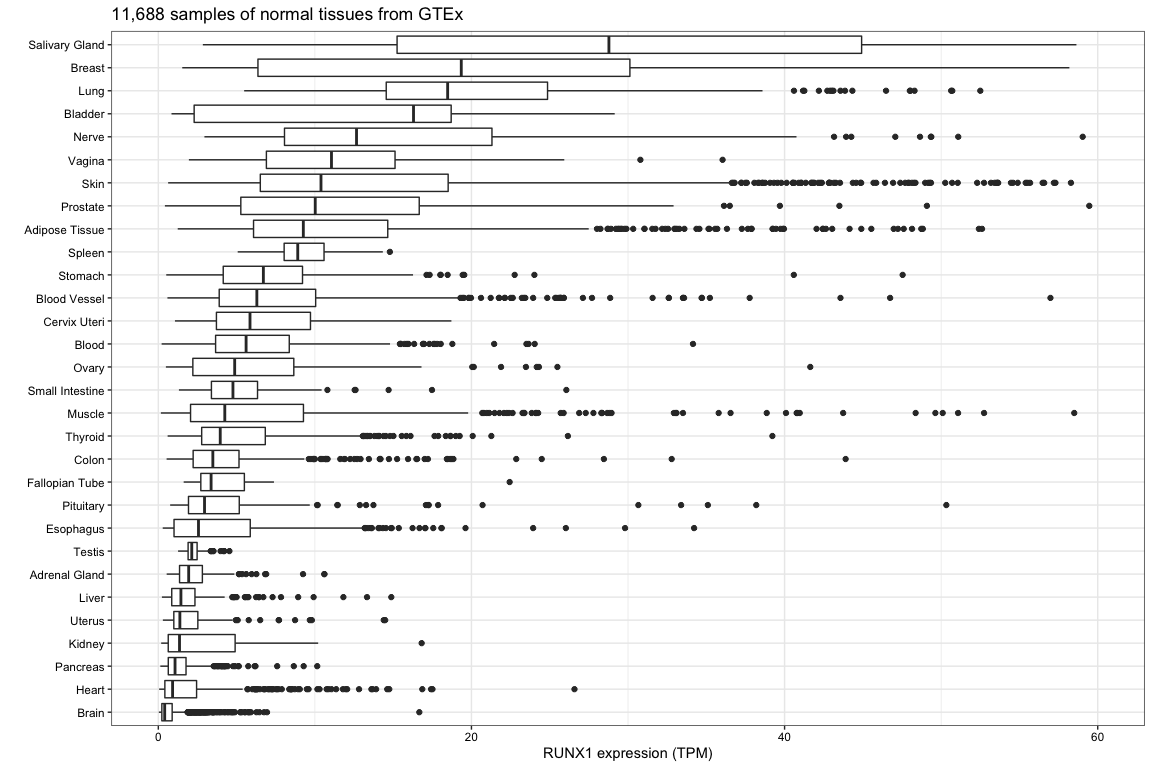 11,688 samples of normal tissues from GTEx
Salivary Gland
Breast
Lung
Bladder
Nerve
Vagina
Skin
Prostate
Adipose Tissue
Spleen
Stomach
Blood Vessel
Cervix Uteri
Blood
Ovary
Small Intestine
Muscle
Thyroid
Colon
Fallopian Tube
Pituitary
Esophagus
Testis
Adrenal Gland
Liver
Uterus
Kidney
Pancreas
Heart
Brain
0 20 40 60
RUNX1 expression (TPM)